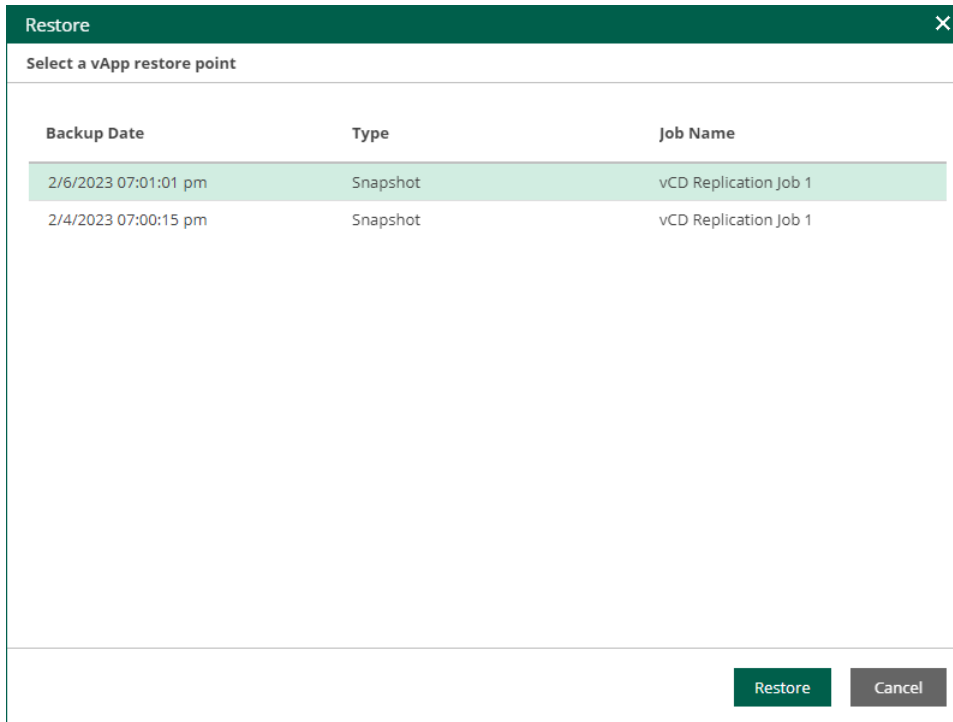 Restore
Select a vApp restore point
Backup Date Type Job Name
2/6/2023 07:01:01 pm Snapshot vCD Replication Job 1
2/4/2023 07:00:15 pm Snapshot vCD Replication Job 1
Restore Cancel